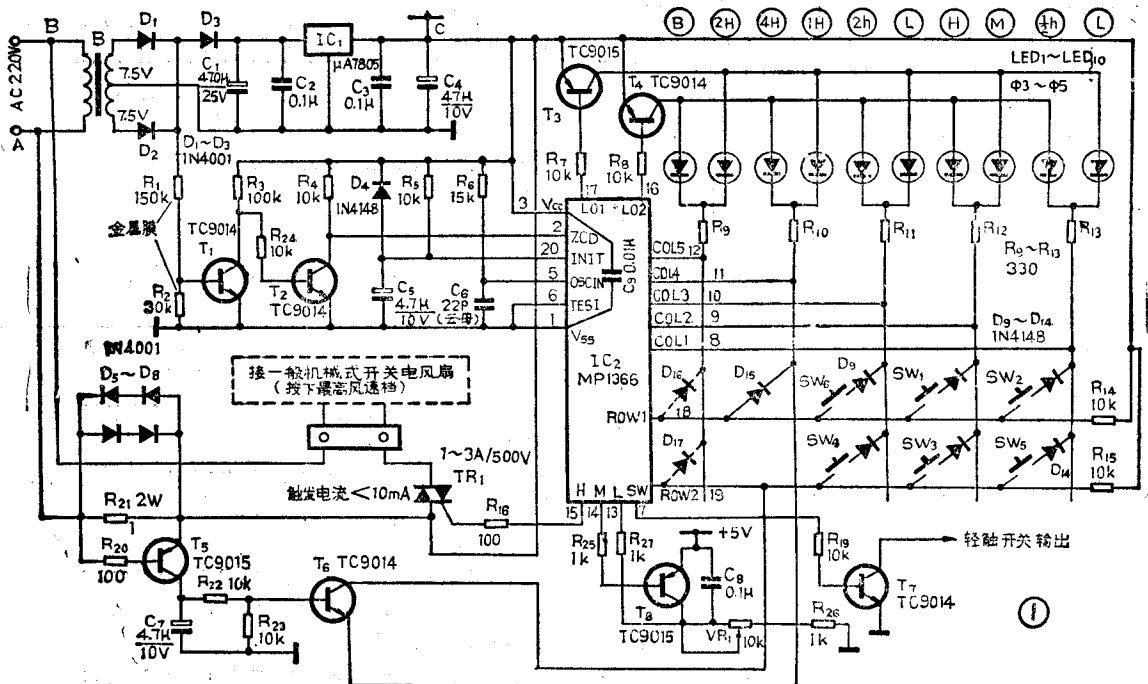 B
D₁
D₃
B
IC₁
μA7805
C
AC220V
7.5V
7.5V
A
D₂
C₁
470μ
25V
C₂
0.1μ
C₃
0.1μ
C₄
47μ
10V
TC9015
T₃
T₄ TC9014
B 2H 4H 1H 2h L H M ½h L
LED₁~LED₁₀
Φ3~Φ5
D₁~D₃
1N4001
R₁
150k
金属膜
R₂
30k
R₃
100k
R₄
10k
D₄
1N4148
R₅
10k
R₆
15k
R₇
10k
R₈
10k
17
16
TC9014
T₁
R₂₄
10k
T₂
TC9014
C₅
4.7μ
10V
C₆
22P
(云母)
3 Vcc
2 ZCD
20 INIT
5 OSCIN
6 TEST
1 Vss
LO1 LO2
C₉ 0.01μ
IC₂
MP1366
COL5 12
COL4 11
COL3 10
COL2 9
COL1 8
ROW1 18
ROW2 19
R₉
R₁₀
R₁₁
R₁₂
R₁₃
R₉~R₁₃
330
D₉~D₁₄
1N4148
D₁₆
D₁₅
SW₆
D₉
SW₁
SW₂
R₁₄
10k
D₁₇
SW₄
SW₃
SW₅
D₁₄
R₁₅
10k
1N4001
D₅~D₈
接一般机械式开关电风扇
(按下最高风速档)
1~3A/500V
TR₁
触发电流<10mA
R₁₆
100
H M L SW
15 14 13 7
R₂₁ 2W
1
R₂₀
100
T₅
TC9015
R₂₂ 10k
T₆ TC9014
C₇
4.7μ
10V
R₂₃
10k
R₂₅
1k
R₂₇
1k
+5V
C₈
0.1μ
T₈
TC9015
VR₁ 10k
R₂₆
1k
R₁₉
10k
轻触开关输出
T₇
TC9014
1